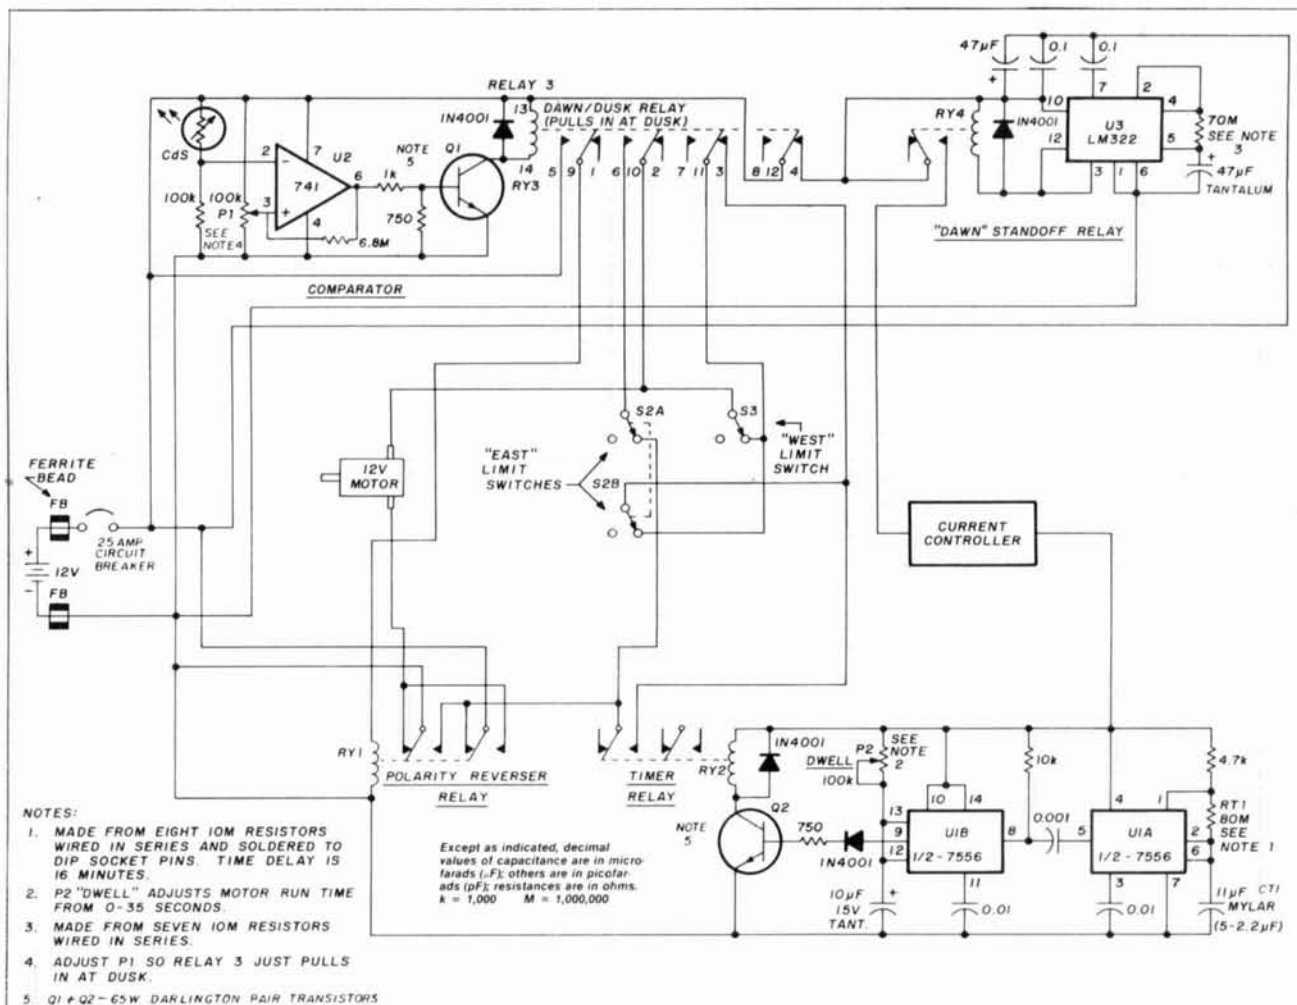 47µF
0.1
0.1
RELAY 3
13
DAWN/DUSK RELAY
(PULLS IN AT DUSK)
1N4001
Q1
NOTE
5
14
RY3
CdS
2
7
U2
741
6
1k
3
4
100k
100k
P1
SEE
NOTE 4
750
6.8M
COMPARATOR
5 9 1
6 10 2
7 11 3
8 12 4
RY4
1N4001
10
7
2
4
12
U3
LM322
5
3
1
6
70M
SEE NOTE
3
+
47µF
TANTALUM
"DAWN" STANDOFF RELAY
S2A
S3
"EAST"
LIMIT
SWITCHES
S2B
"WEST"
LIMIT
SWITCH
12V
MOTOR
FERRITE
BEAD
FB
25 AMP
CIRCUIT
BREAKER
+
12V
-
FB
CURRENT
CONTROLLER
RY1
POLARITY REVERSER
RELAY
TIMER
RELAY
RY2
1N4001
Q2
NOTE
5
750
1N4001
P2
SEE
NOTE
2
DWELL
100k
13
9
12
10
14
U1B
1/2-7556
8
11
10k
0.001
5
4
1
U1A
1/2-7556
2
6
3
7
4.7k
RT1
80M
SEE
NOTE 1
10µF
15V
TANT.
+
0.01
0.01
11µF CT1
MYLAR
(5-2.2µF)
NOTES:
1. MADE FROM EIGHT 10M RESISTORS
WIRED IN SERIES AND SOLDERED TO
DIP SOCKET PINS. TIME DELAY IS
16 MINUTES.
2. P2 "DWELL" ADJUSTS MOTOR RUN TIME
FROM 0-35 SECONDS.
3. MADE FROM SEVEN 10M RESISTORS
WIRED IN SERIES.
4. ADJUST P1 SO RELAY 3 JUST PULLS
IN AT DUSK.
5 Q1 + Q2 - 65W DARLINGTON PAIR TRANSISTORS
Except as indicated, decimal
values of capacitance are in micro-
farads (µF); others are in picofar-
ads (pF); resistances are in ohms.
k = 1,000 M = 1,000,000